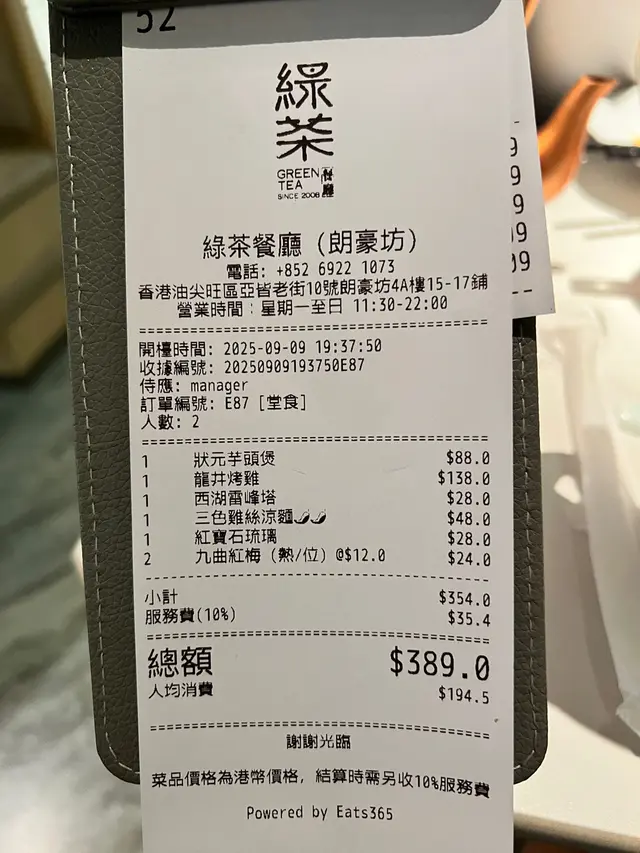 52
綠
茶
GREEN
TEA
餐廳
SINCE 2008
綠茶餐廳 (朗豪坊)
電話: +852 6922 1073
香港油尖旺區亞皆老街10號朗豪坊4A樓15-17鋪
營業時間：星期一至日 11:30-22:00
開檯時間: 2025-09-09 19:37:50
收據編號: 20250909193750E87
侍應: manager
訂單編號: E87 [堂食]
人數: 2
1 狀元芋頭煲 $88.0
1 龍井烤雞 $138.0
1 西湖雷峰塔 $28.0
1 三色雞絲涼麵🌶🌶 $48.0
1 紅寶石琉璃 $28.0
2 九曲紅梅 (熱/位) @$12.0 $24.0
小計 $354.0
服務費(10%) $35.4
總額 $389.0
人均消費 $194.5
謝謝光臨
菜品價格為港幣價格, 結算時需另收10%服務費
Powered by Eats365
9
9
9
09